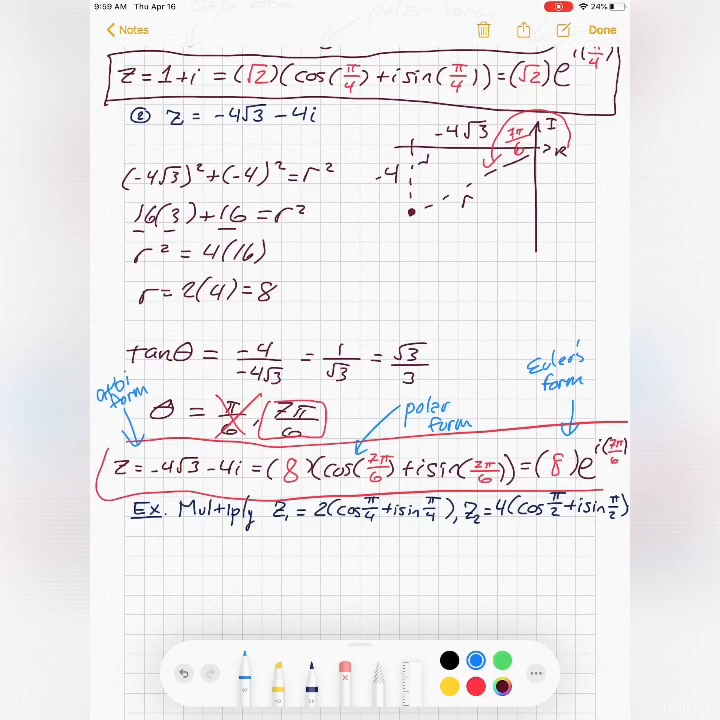 9:59 AM Thu Apr 16
24%
Notes
Done
z = 1+i = (√2)(cos(π/4) + i sin(π/4)) = (√2)e^i(π/4)
② z = -4√3 - 4i
-4√3
7π/6
I
R
-4
r
(-4√3)² + (-4)² = r²
16(3) + 16 = r²
r² = 4(16)
r = 2(4) = 8
tanθ = -4/-4√3 = 1/√3 = √3/3
Euler's form
a+bi form
θ = π/6, 7π/6
polar form
z = -4√3 - 4i = (8)(cos(7π/6) + i sin(7π/6)) = (8)e^i(7π/6)
Ex. Multiply z₁ = 2(cos π/4 + i sin π/4), z₂ = 4(cos π/2 + i sin π/2)